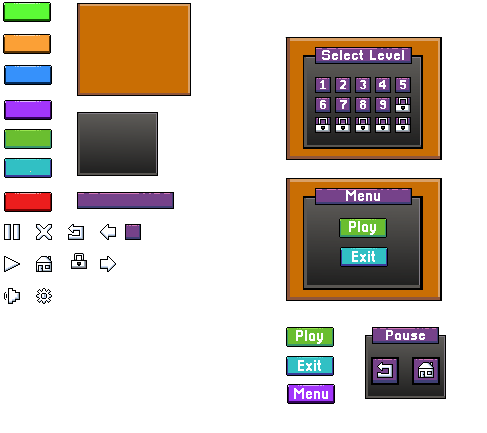 Select Level
1 2 3 4 5
6 7 8 9
Menu
Play
Exit
Play
Exit
Menu
Pause